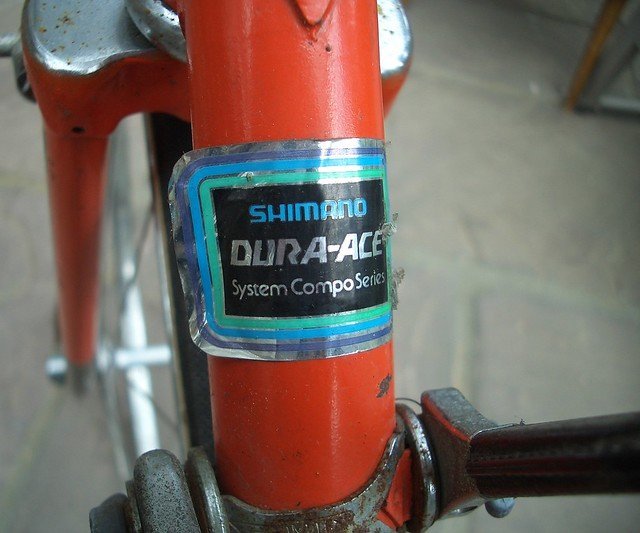 SHIMANO
DURA-ACE
System Compo Series